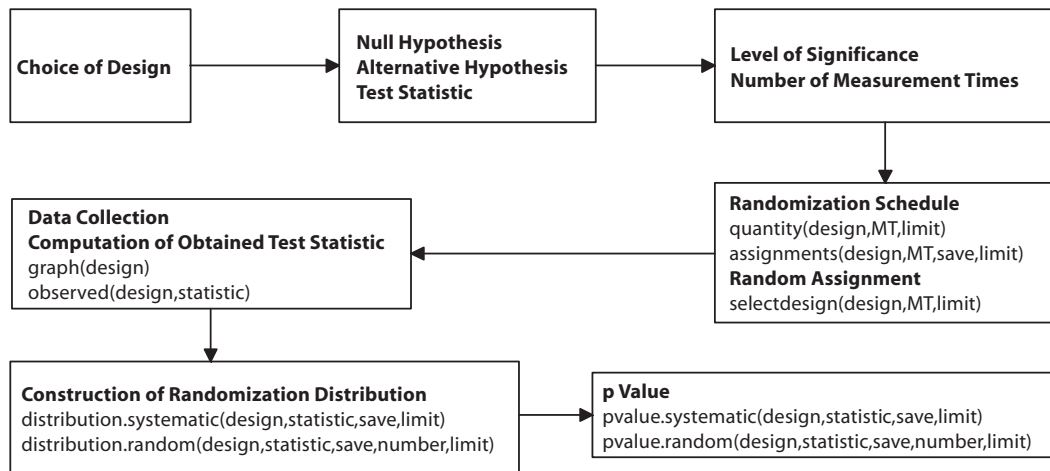 Choice of Design
Null Hypothesis
Alternative Hypothesis
Test Statistic
Level of Significance
Number of Measurement Times
Randomization Schedule
quantity(design,MT,limit)
assignments(design,MT,save,limit)
Random Assignment
selectdesign(design,MT,limit)
Data Collection
Computation of Obtained Test Statistic
graph(design)
observed(design,statistic)
Construction of Randomization Distribution
distribution.systematic(design,statistic,save,limit)
distribution.random(design,statistic,save,number,limit)
p Value
pvalue.systematic(design,statistic,save,limit)
pvalue.random(design,statistic,save,number,limit)